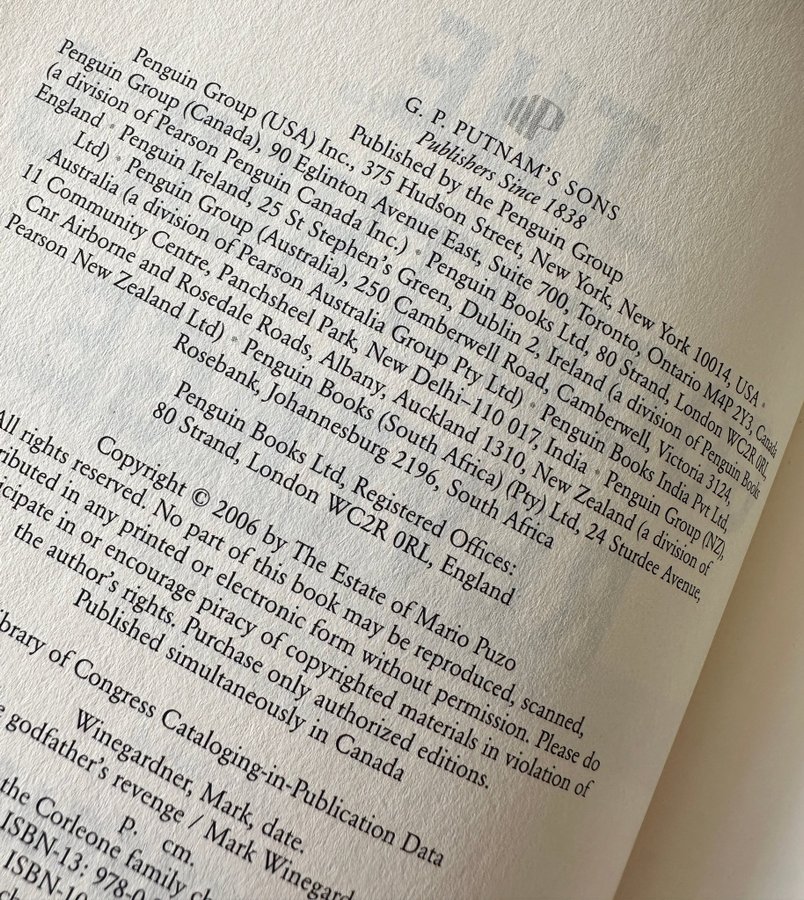 G. P. PUTNAM'S SONS
Publishers Since 1838
Published by the Penguin Group
Penguin Group (USA) Inc., 375 Hudson Street, New York, New York 10014, USA •
Penguin Group (Canada), 90 Eglinton Avenue East, Suite 700, Toronto, Ontario M4P 2Y3, Canada
(a division of Pearson Penguin Canada Inc.) • Penguin Books Ltd, 80 Strand, London WC2R 0RL,
England • Penguin Ireland, 25 St Stephen's Green, Dublin 2, Ireland (a division of Penguin Books
Ltd) • Penguin Group (Australia), 250 Camberwell Road, Camberwell, Victoria 3124,
Australia (a division of Pearson Australia Group Pty Ltd) • Penguin Books India Pvt Ltd,
11 Community Centre, Panchsheel Park, New Delhi–110 017, India • Penguin Group (NZ),
Cnr Airborne and Rosedale Roads, Albany, Auckland 1310, New Zealand (a division of
Pearson New Zealand Ltd) • Penguin Books (South Africa) (Pty) Ltd, 24 Sturdee Avenue,
Rosebank, Johannesburg 2196, South Africa
Penguin Books Ltd, Registered Offices:
80 Strand, London WC2R 0RL, England
Copyright © 2006 by The Estate of Mario Puzo
All rights reserved. No part of this book may be reproduced, scanned,
tributed in any printed or electronic form without permission. Please do
icipate in or encourage piracy of copyrighted materials in violation of
the author's rights. Purchase only authorized editions.
Published simultaneously in Canada
ibrary of Congress Cataloging-in-Publication Data
Winegardner, Mark, date.
e godfather's revenge / Mark Winegard
p. cm.
the Corleone family ch
ISBN-13: 978-0
ISBN-10